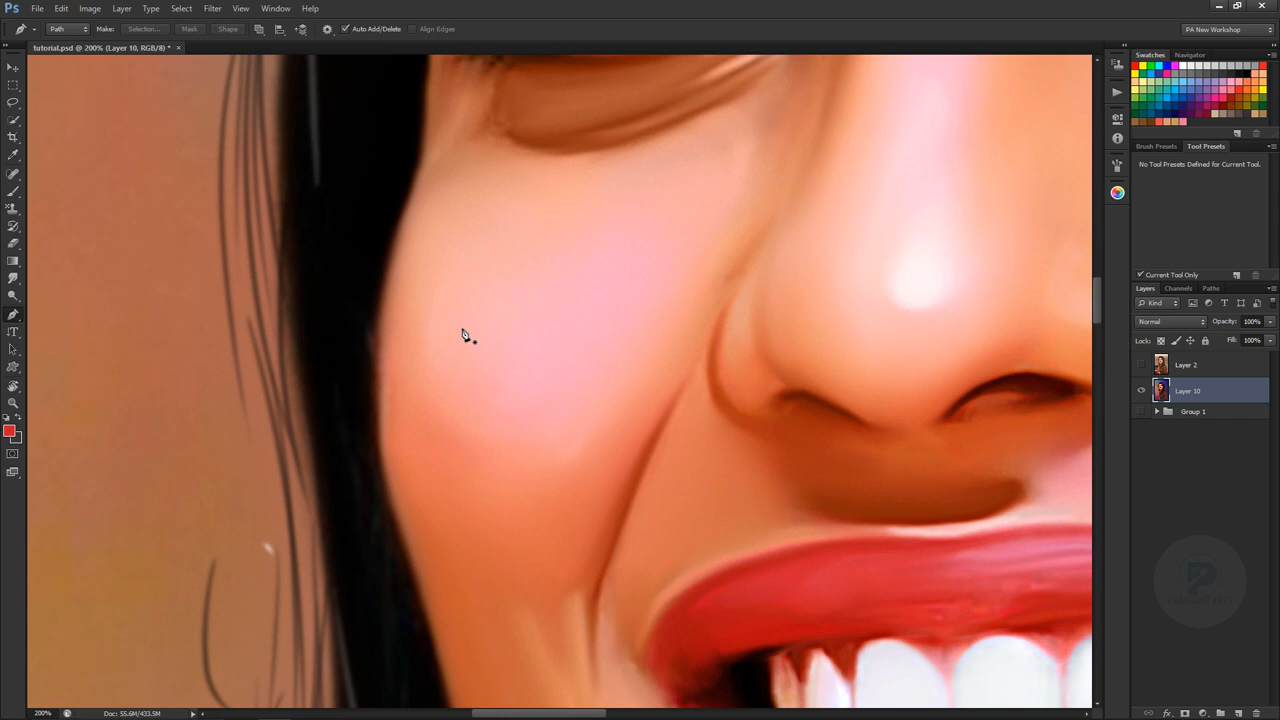 Ps File Edit Image Layer Type Select Filter View Window Help
Path Make: Selection... Mask Shape Auto Add/Delete Align Edges PA New Workshop
tutorial.psd @ 200% (Layer 10, RGB/8) * ×
Swatches Navigator
Brush Presets Tool Presets
No Tool Presets Defined for Current Tool.
Current Tool Only
Layers Channels Paths
Kind
Normal Opacity: 100%
Lock: Fill: 100%
Layer 2
Layer 10
Group 1
200% Doc: 55.6M/433.5M